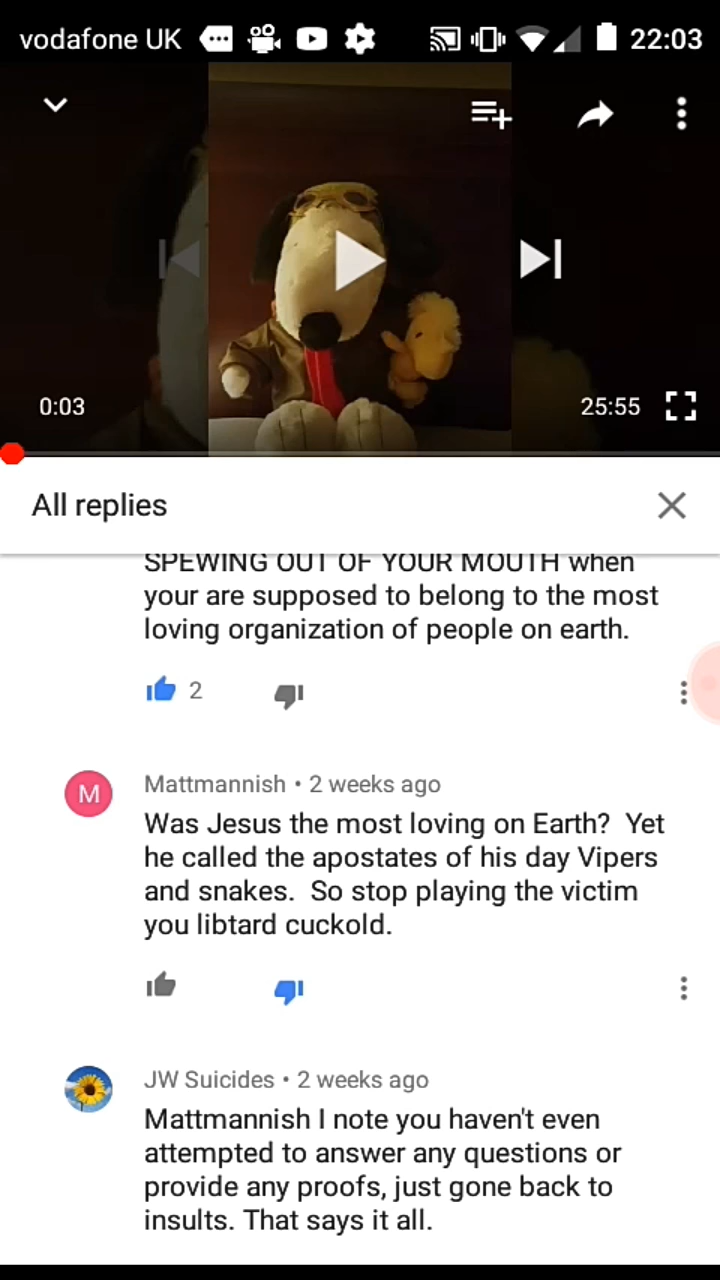 vodafone UK 22:03
0:03 25:55
All replies
SPEWING OUT OF YOUR MOUTH when
your are supposed to belong to the most
loving organization of people on earth.
2
M
Mattmannish • 2 weeks ago
Was Jesus the most loving on Earth?  Yet
he called the apostates of his day Vipers
and snakes.  So stop playing the victim
you libtard cuckold.
JW Suicides • 2 weeks ago
Mattmannish I note you haven't even
attempted to answer any questions or
provide any proofs, just gone back to
insults. That says it all.